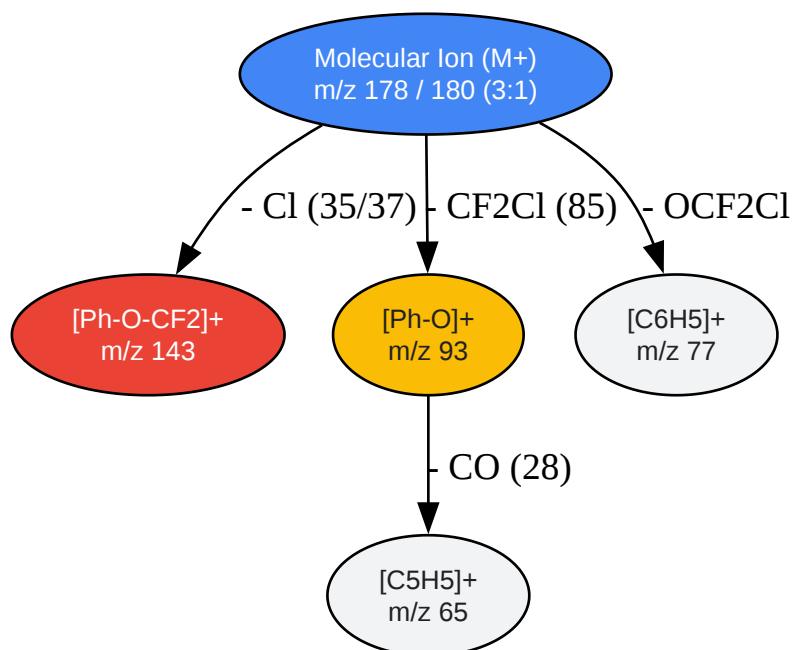 Molecular Ion (M+)
m/z 178 / 180 (3:1)
- Cl (35/37)
- CF2Cl (85)
- OCF2Cl
[Ph-O-CF2]+
m/z 143
[Ph-O]+
m/z 93
[C6H5]+
m/z 77
- CO (28)
[C5H5]+
m/z 65